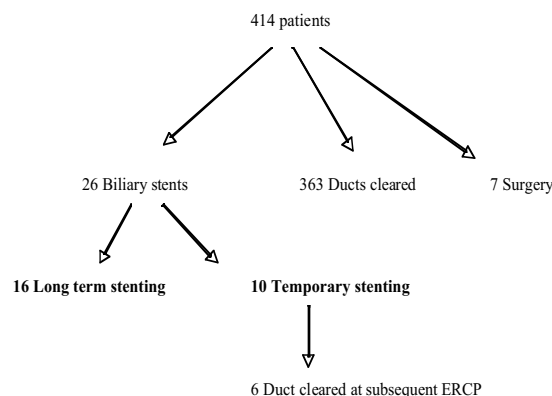 414 patients
26 Biliary stents 363 Ducts cleared 7 Surgery
16 Long term stenting 10 Temporary stenting
6 Duct cleared at subsequent ERCP